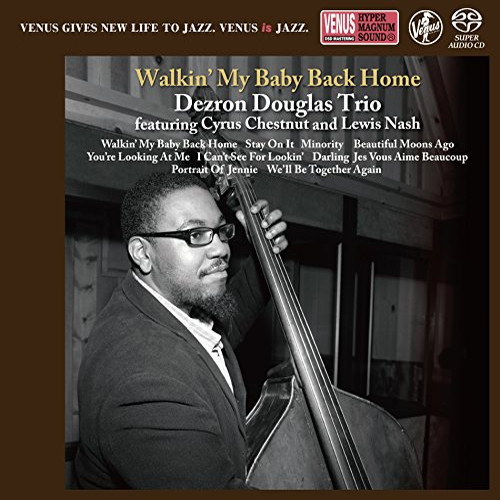 VENUS GIVES NEW LIFE TO JAZZ. VENUS is JAZZ.
VENUS
DSD MASTERING
HYPER
MAGNUM
SOUND
Venus
SUPER AUDIO CD
Walkin' My Baby Back Home
Dezron Douglas Trio
featuring Cyrus Chestnut and Lewis Nash
Walkin' My Baby Back Home Stay On It Minority Beautiful Moons Ago
You're Looking At Me I Can't See For Lookin' Darling Jes Vous Aime Beaucoup
Portrait Of Jennie We'll Be Together Again